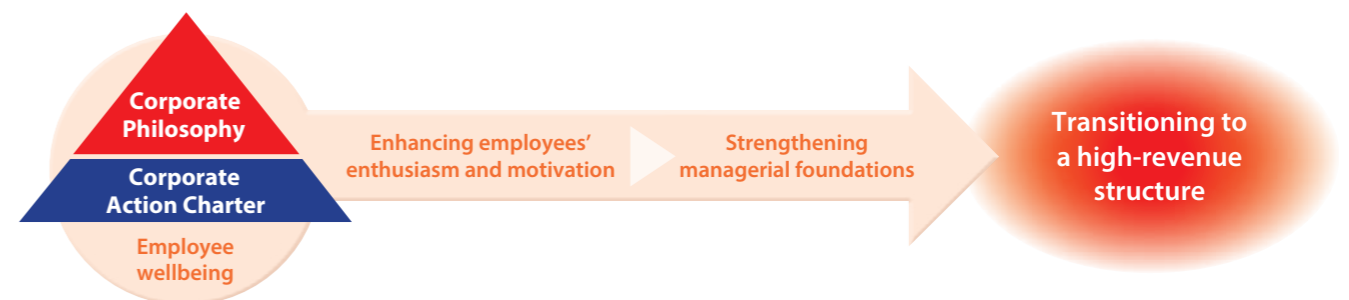 Corporate
Philosophy
Corporate
Action Charter
Employee
wellbeing
Enhancing employees’
enthusiasm and motivation
Strengthening
managerial foundations
Transitioning to
a high-revenue
structure